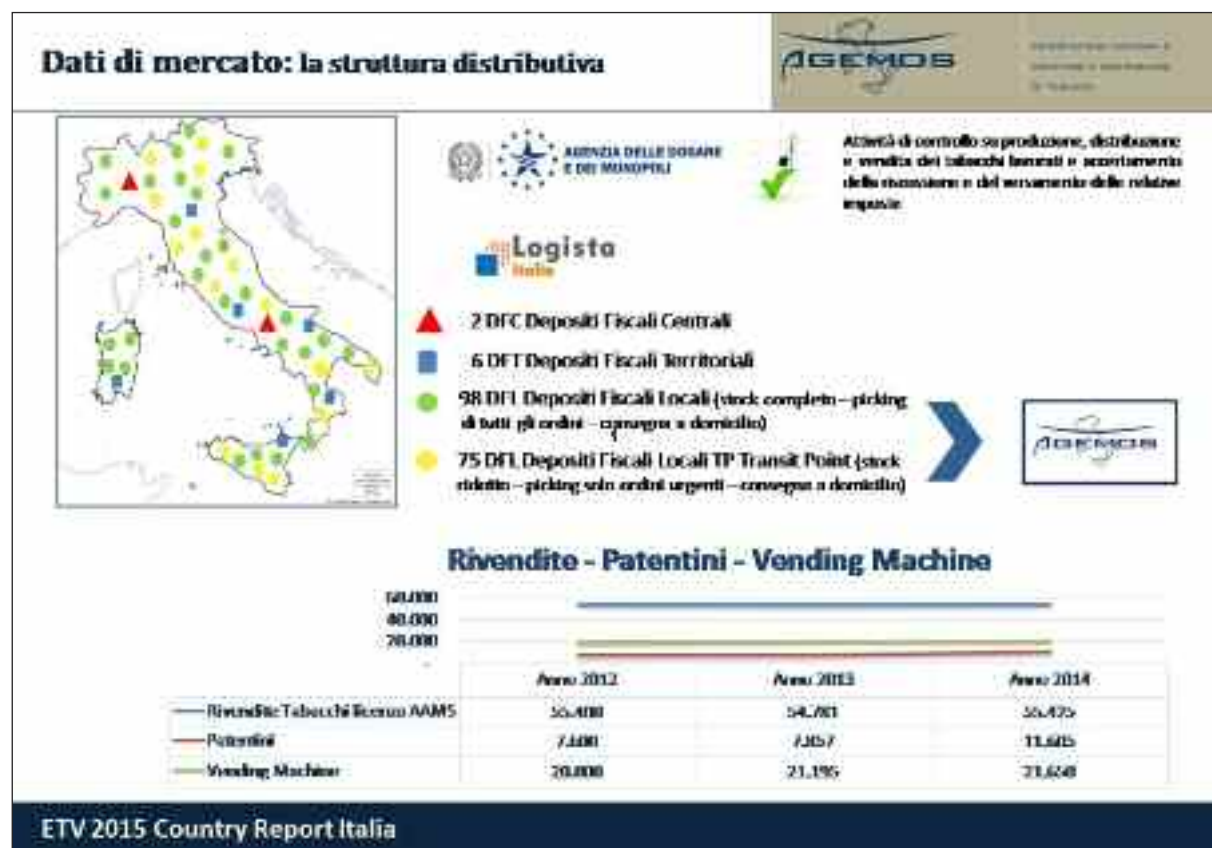 Dati di mercato: la struttura distributiva
AGEMOS
AGENZIA DELLE DOGANE
E DEI MONOPOLI
Attività di controllo su produzione, distribuzione
e vendita dei tabacchi lavorati e accertamento
della riscossione e del versamento delle relative
imposte
Logista
Italia
2 DFC Depositi Fiscali Centrali
6 DFT Depositi Fiscali Territoriali
98 DFL Depositi Fiscali Locali (stock completo – picking
di tutti gli ordini – consegna a domicilio)
75 DFL Depositi Fiscali Locali TP Transit Point (stock
ridotto – picking solo ordini urgenti – consegna a domicilio)
AGEMOS
Rivendite - Patentini - Vending Machine
60.000
40.000
20.000
-
Anno 2012 Anno 2013 Anno 2014
Rivendite Tabacchi licenza AAMS 54.781
Patentini
Vending Machine 21.195
ETV 2015 Country Report Italia